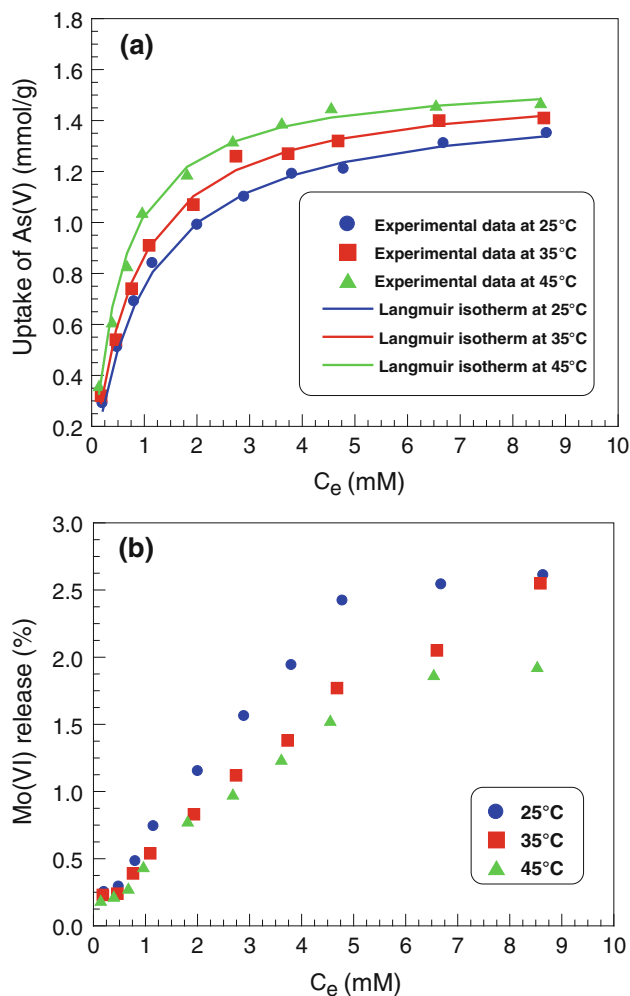 (a)
Uptake of As(V) (mmol/g)
1.8
1.6
1.4
1.2
1.0
0.8
0.6
0.4
0.2
Experimental data at 25°C
Experimental data at 35°C
Experimental data at 45°C
Langmuir isotherm at 25°C
Langmuir isotherm at 35°C
Langmuir isotherm at 45°C
0 1 2 3 4 5 6 7 8 9 10
Ce (mM)
(b)
Mo(VI) release (%)
3.0
2.5
2.0
1.5
1.0
0.5
0.0
25°C
35°C
45°C
0 1 2 3 4 5 6 7 8 9 10
Ce (mM)